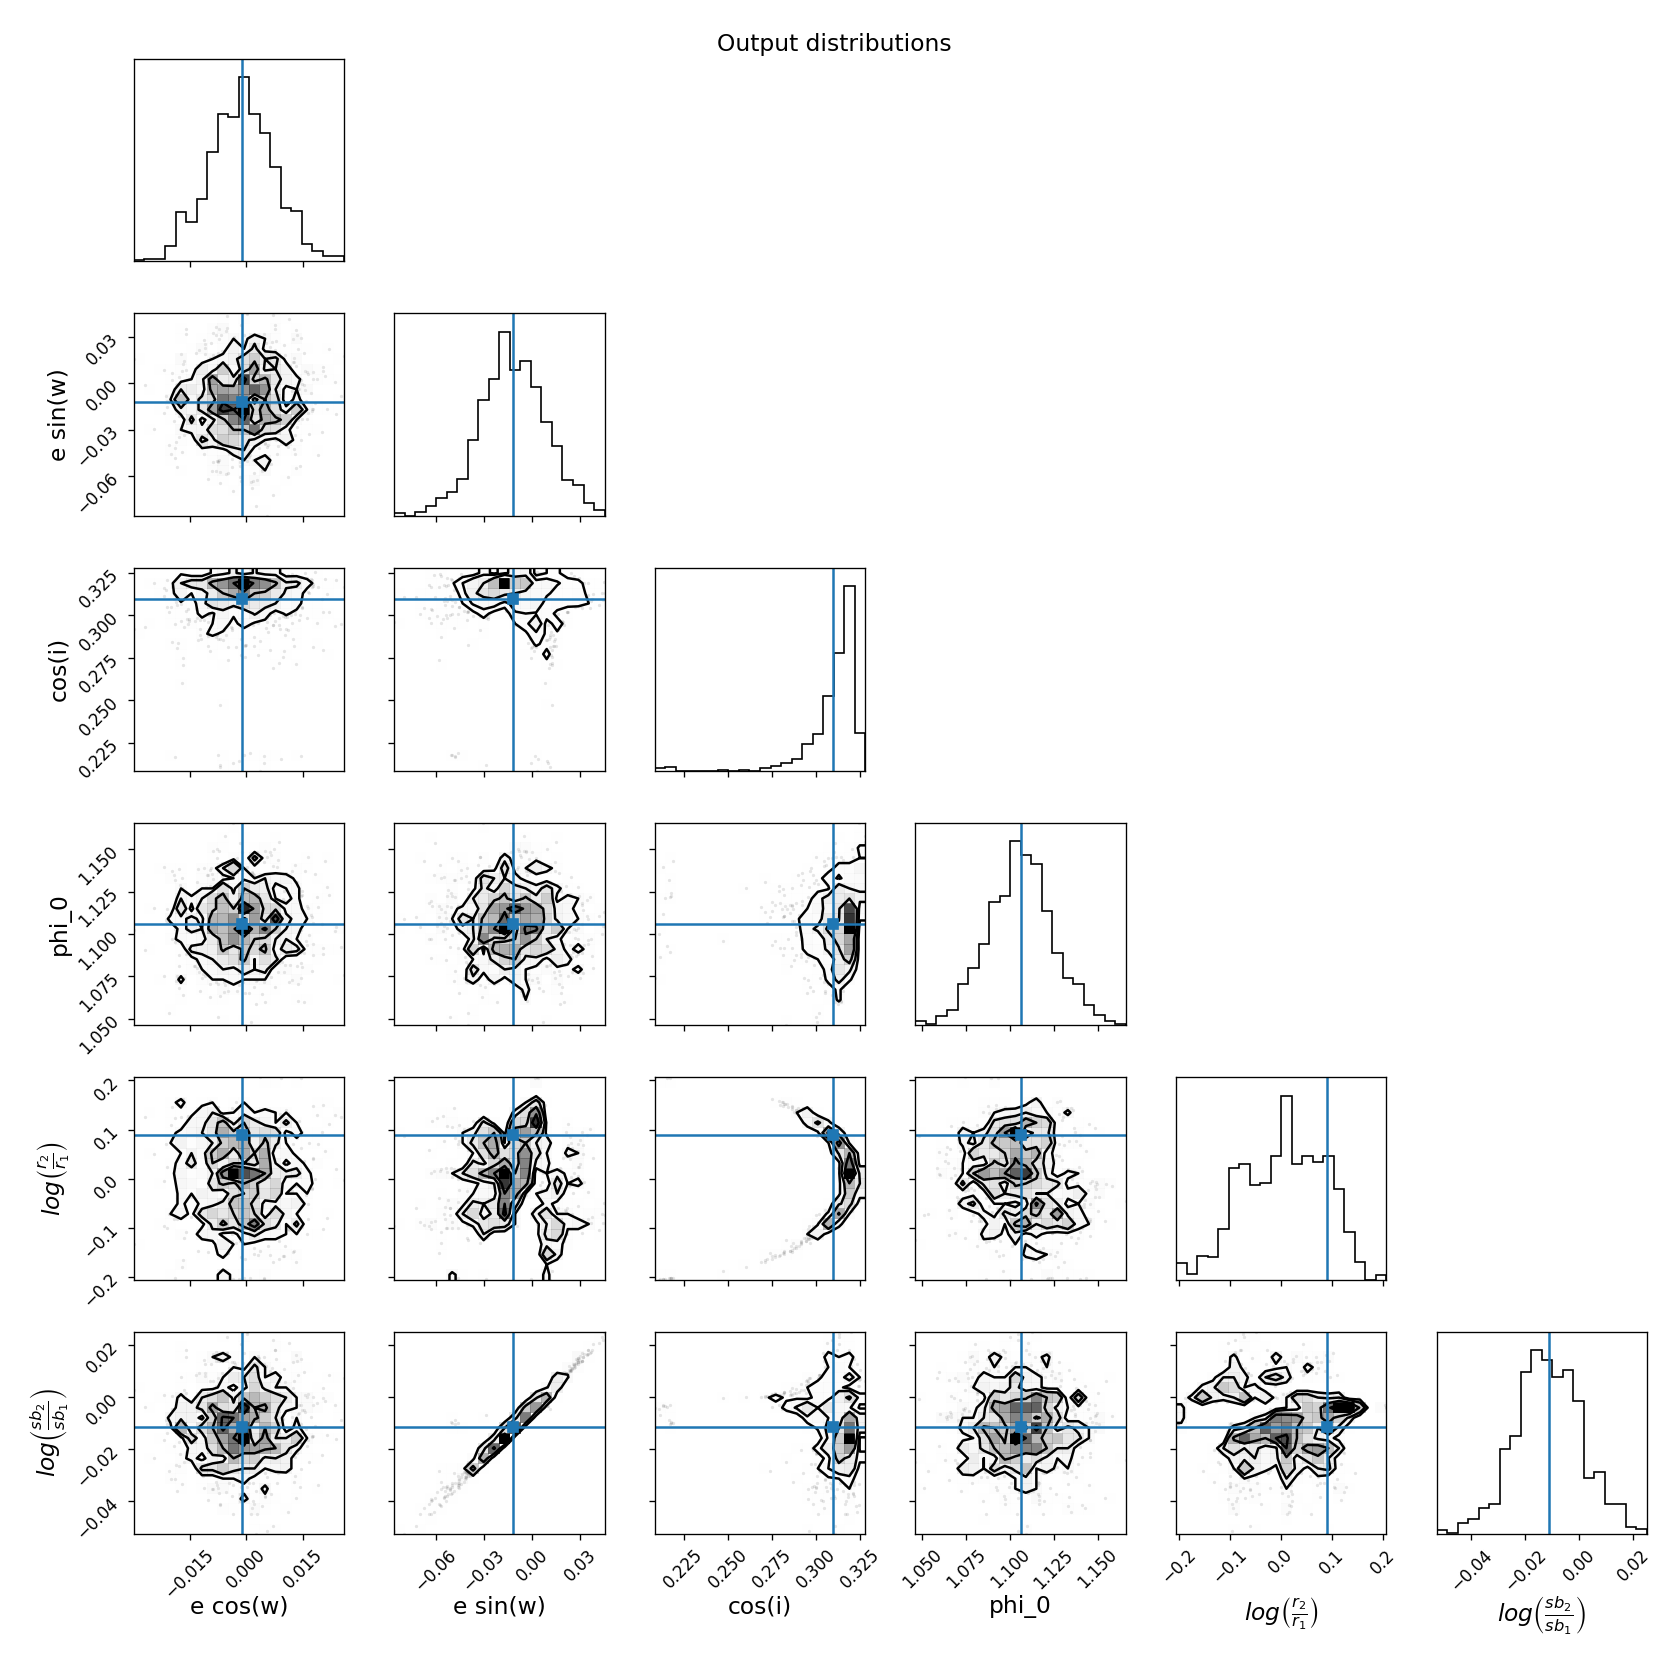 Output distributions
e sin(w)
0.03
0.00
−0.03
−0.06
cos(i)
0.325
0.300
0.275
0.250
0.225
phi_0
1.150
1.125
1.100
1.075
1.050
log(r₂/r₁)
0.2
0.1
0.0
−0.1
−0.2
log(sb₂/sb₁)
0.02
0.00
−0.02
−0.04
−0.015 0.000 0.015
−0.06 −0.03 0.00 0.03
0.225 0.250 0.275 0.300 0.325
1.050 1.075 1.100 1.125 1.150
−0.2 −0.1 0.0 0.1 0.2
−0.04 −0.02 0.00 0.02
e cos(w)
e sin(w)
cos(i)
phi_0
log(r₂/r₁)
log(sb₂/sb₁)